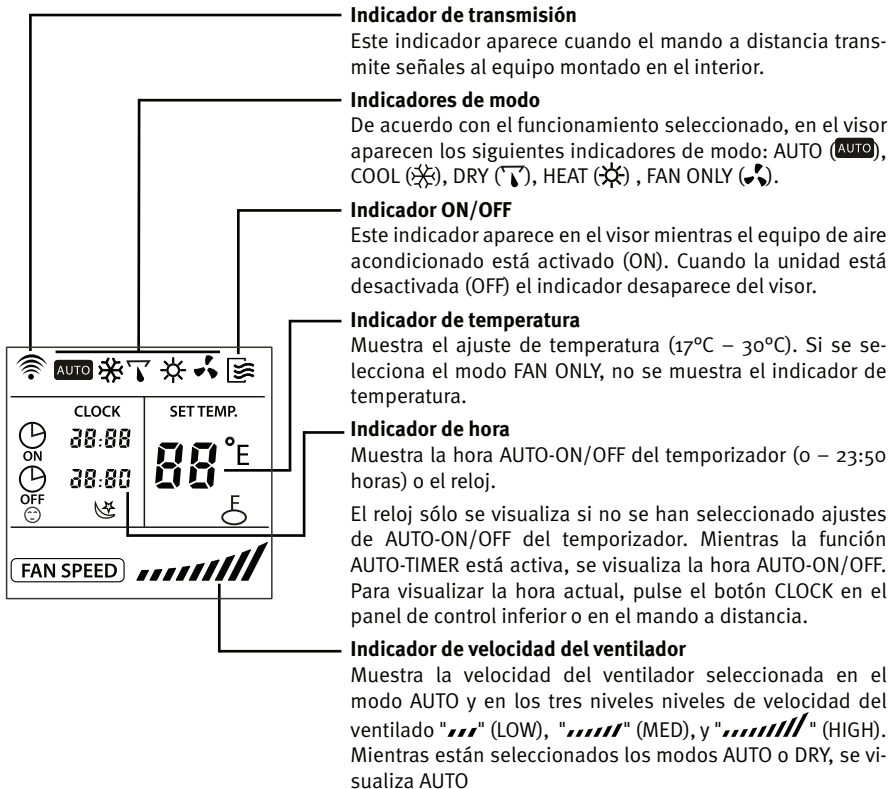 Indicador de transmisión
Este indicador aparece cuando el mando a distancia trans-
mite señales al equipo montado en el interior.
Indicadores de modo
De acuerdo con el funcionamiento seleccionado, en el visor
aparecen los siguientes indicadores de modo: AUTO (AUTO),
COOL (), DRY (), HEAT () , FAN ONLY ().
Indicador ON/OFF
Este indicador aparece en el visor mientras el equipo de aire
acondicionado está activado (ON). Cuando la unidad está
desactivada (OFF) el indicador desaparece del visor.
Indicador de temperatura
Muestra el ajuste de temperatura (17°C – 30°C). Si se se-
lecciona el modo FAN ONLY, no se muestra el indicador de
temperatura.
Indicador de hora
Muestra la hora AUTO-ON/OFF del temporizador (0 – 23:50
horas) o el reloj.
El reloj sólo se visualiza si no se han seleccionado ajustes
de AUTO-ON/OFF del temporizador. Mientras la función
AUTO-TIMER está activa, se visualiza la hora AUTO-ON/OFF.
Para visualizar la hora actual, pulse el botón CLOCK en el
panel de control inferior o en el mando a distancia.
Indicador de velocidad del ventilador
Muestra la velocidad del ventilador seleccionada en el
modo AUTO y en los tres niveles niveles de velocidad del
ventilado "" (LOW), "" (MED), y "" (HIGH).
Mientras están seleccionados los modos AUTO o DRY, se vi-
sualiza AUTO
AUTO
CLOCK
SET TEMP.
ON
88:88
88°E
88:80
OFF
E
FAN SPEED